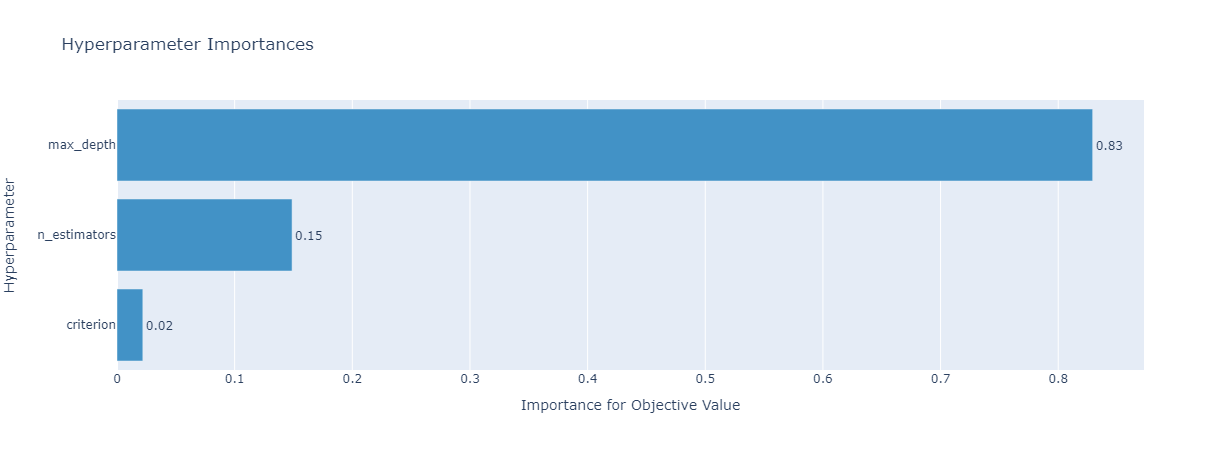 Hyperparameter Importances
Hyperparameter
max_depth
0.83
n_estimators
0.15
criterion
0.02
0 0.1 0.2 0.3 0.4 0.5 0.6 0.7 0.8
Importance for Objective Value